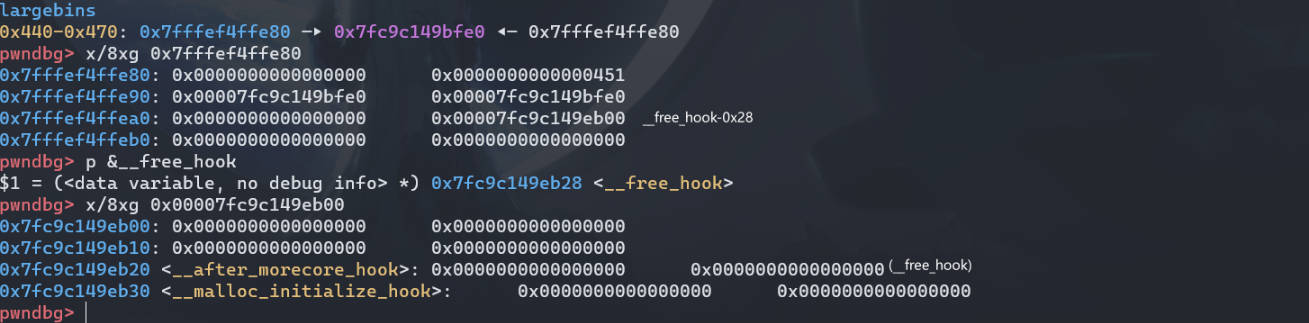 largebins
0x440-0x470: 0x7fffef4ffe80 —▸ 0x7fc9c149bfe0 ◂— 0x7fffef4ffe80
pwndbg> x/8xg 0x7fffef4ffe80
0x7fffef4ffe80: 0x0000000000000000 0x0000000000000451
0x7fffef4ffe90: 0x00007fc9c149bfe0 0x00007fc9c149bfe0
0x7fffef4ffea0: 0x0000000000000000 0x00007fc9c149eb00 __free_hook-0x28
0x7fffef4ffeb0: 0x0000000000000000 0x0000000000000000
pwndbg> p &__free_hook
$1 = (<data variable, no debug info> *) 0x7fc9c149eb28 <__free_hook>
pwndbg> x/8xg 0x00007fc9c149eb00
0x7fc9c149eb00: 0x0000000000000000 0x0000000000000000
0x7fc9c149eb10: 0x0000000000000000 0x0000000000000000
0x7fc9c149eb20 <__after_morecore_hook>: 0x0000000000000000 0x0000000000000000 (__free_hook)
0x7fc9c149eb30 <__malloc_initialize_hook>: 0x0000000000000000 0x0000000000000000
pwndbg>